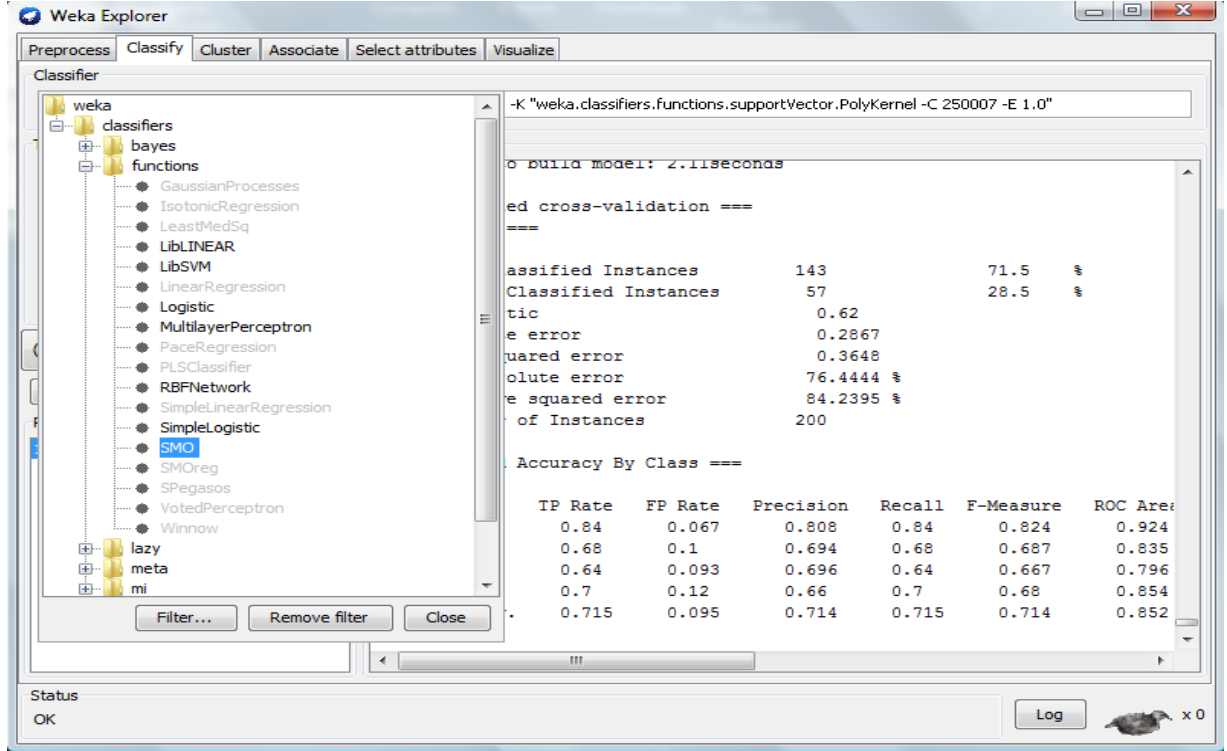 Weka Explorer
Preprocess Classify Cluster Associate Select attributes Visualize
Classifier
-K "weka.classifiers.functions.supportVector.PolyKernel -C 250007 -E 1.0"
weka
classifiers
bayes
functions
GaussianProcesses
IsotonicRegression
LeastMedSq
LibLINEAR
LibSVM
LinearRegression
Logistic
MultilayerPerceptron
PaceRegression
PLSClassifier
RBFNetwork
SimpleLinearRegression
SimpleLogistic
SMO
SMOreg
SPegasos
VotedPerceptron
Winnow
lazy
meta
mi
Filter... Remove filter Close
o build model: 2.11seconds
ed cross-validation ===
===
assified Instances 143 71.5 %
Classified Instances 57 28.5 %
tic 0.62
e error 0.2867
uared error 0.3648
olute error 76.4444 %
e squared error 84.2395 %
of Instances 200
Accuracy By Class ===
TP Rate FP Rate Precision Recall F-Measure ROC Area
0.84 0.067 0.808 0.84 0.824 0.924
0.68 0.1 0.694 0.68 0.687 0.835
0.64 0.093 0.696 0.64 0.667 0.796
0.7 0.12 0.66 0.7 0.68 0.854
. 0.715 0.095 0.714 0.715 0.714 0.852
Status
OK
Log x 0